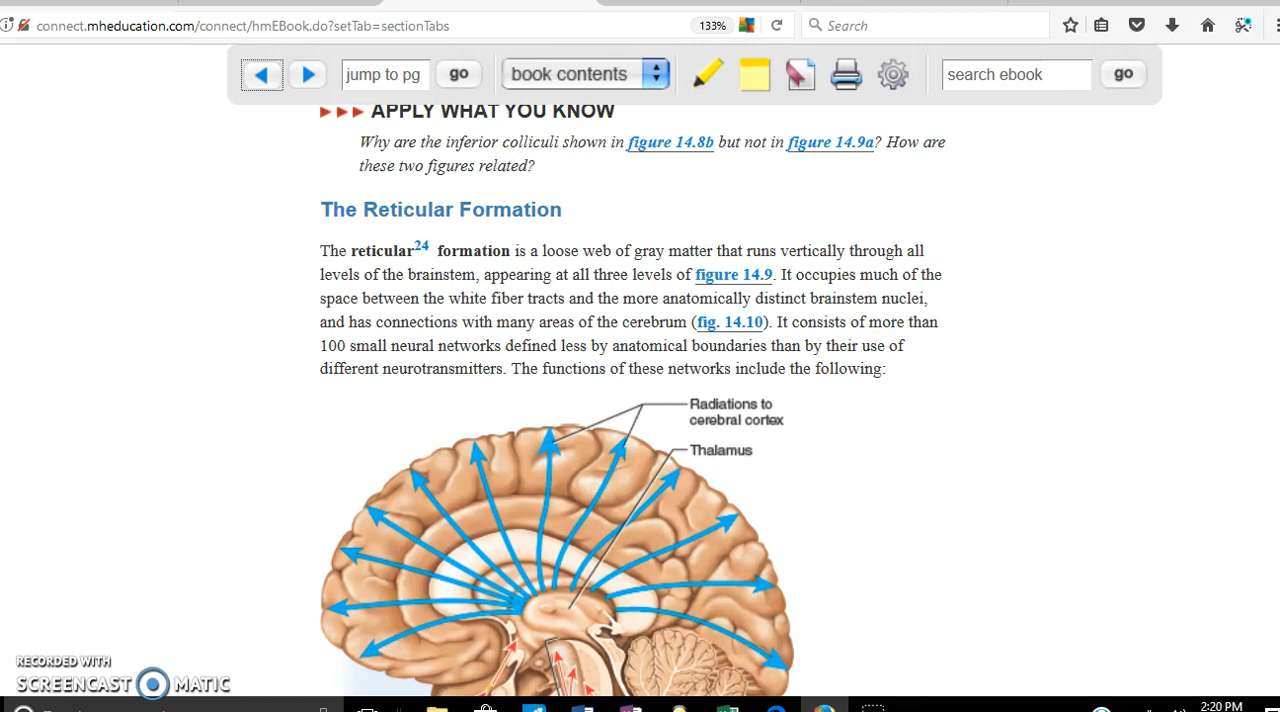 connect.mheducation.com/connect/hmEBook.do?setTab=sectionTabs
133%
Search
jump to pg
go
book contents
search ebook
go
APPLY WHAT YOU KNOW
Why are the inferior colliculi shown in figure 14.8b but not in figure 14.9a? How are
these two figures related?
The Reticular Formation
The reticular24 formation is a loose web of gray matter that runs vertically through all
levels of the brainstem, appearing at all three levels of figure 14.9. It occupies much of the
space between the white fiber tracts and the more anatomically distinct brainstem nuclei,
and has connections with many areas of the cerebrum (fig. 14.10). It consists of more than
100 small neural networks defined less by anatomical boundaries than by their use of
different neurotransmitters. The functions of these networks include the following:
Radiations to
cerebral cortex
Thalamus
RECORDED WITH
SCREENCAST MATIC
2:20 PM